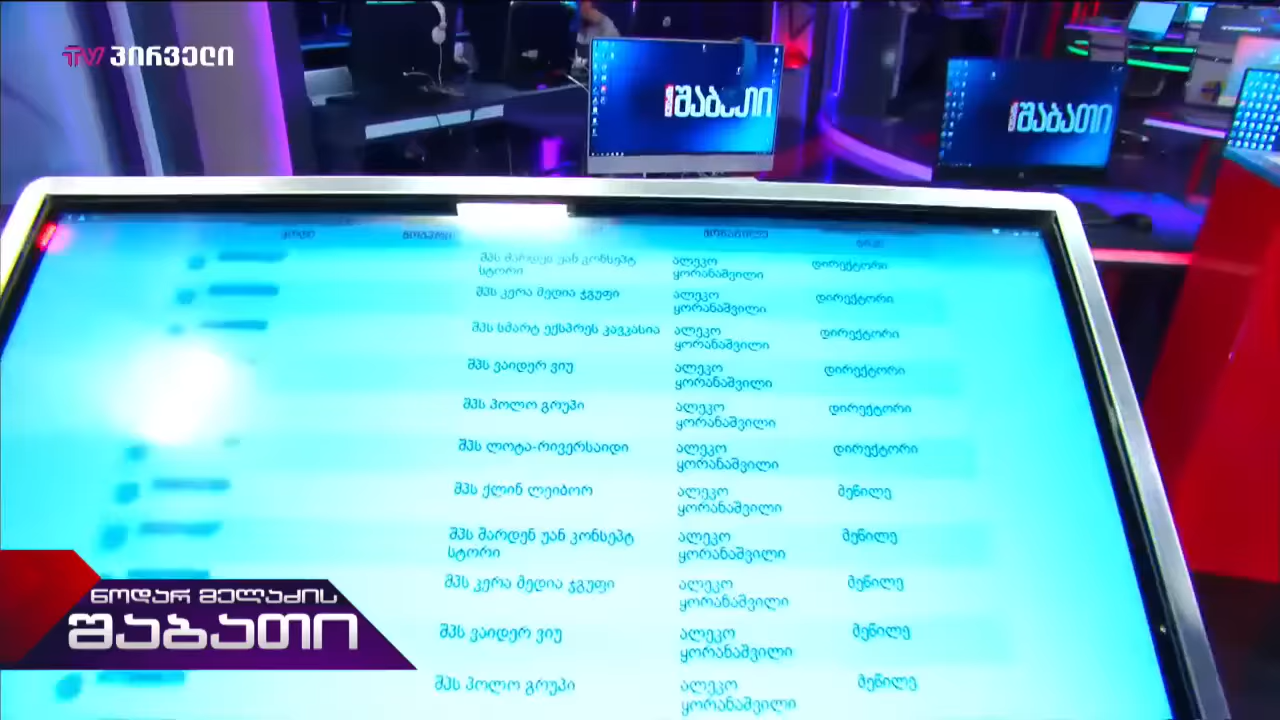 TV პირველი
შაბათი
შაბათი
შპს გარდენ უან კონსეპტ
სტორი
ალეკო
ყორანაშვილი
დირექტორი
შპს კერა მედია ჯგუფი
ალეკო
ყორანაშვილი
დირექტორი
შპს სმარტ ექსპრეს კავკასია
ალეკო
ყორანაშვილი
დირექტორი
შპს ვაიდერ ვიუ
ალეკო
ყორანაშვილი
დირექტორი
შპს პოლო გრუპი
ალეკო
ყორანაშვილი
დირექტორი
შპს ლოტა-რივერსაიდი
ალეკო
ყორანაშვილი
დირექტორი
შპს ქლინ ლეიბორ
ალეკო
ყორანაშვილი
მეწილე
შპს გარდენ უან კონსეპტ
სტორი
ალეკო
ყორანაშვილი
მეწილე
შპს კერა მედია ჯგუფი
ალეკო
ყორანაშვილი
მეწილე
შპს ვაიდერ ვიუ
ალეკო
ყორანაშვილი
მეწილე
შპს პოლო გრუპი
ალეკო
ყორანაშვილი
მეწილე
ნოდარ მელაძის
შაბათი